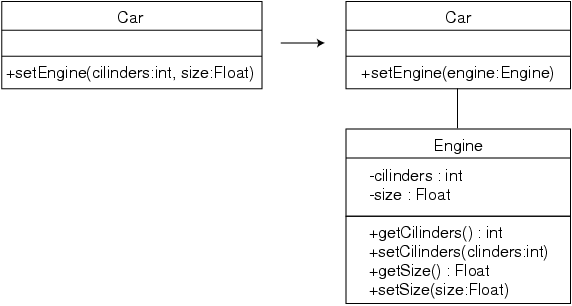 Car
+setEngine(cilinders:int, size:Float)
Car
+setEngine(engine:Engine)
Engine
-cilinders : int
-size : Float
+getCilinders() : int
+setCilinders(clinders:int)
+getSize() : Float
+setSize(size:Float)